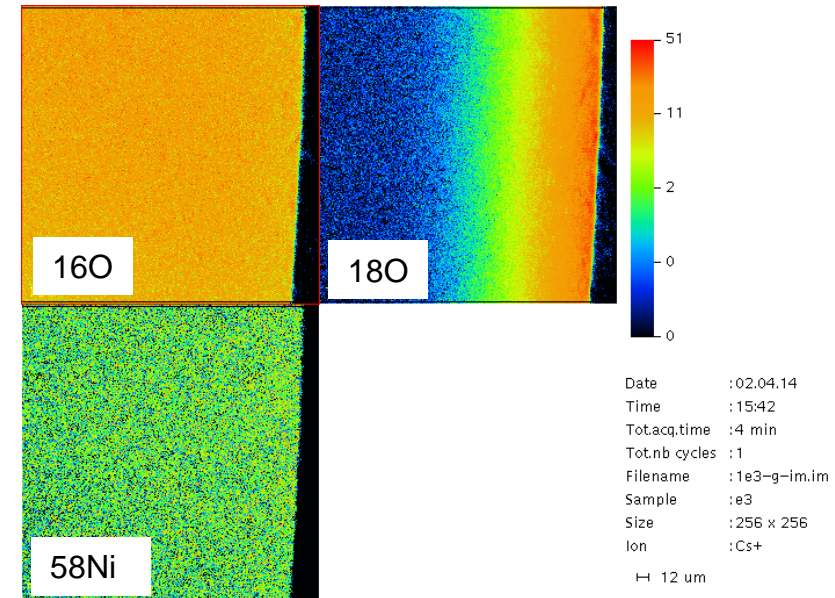 16O
18O
58Ni
51
11
2
0
0
Date :02.04.14
Time :15:42
Tot.acq.time :4 min
Tot.nb cycles :1
Filename :1e3-g-im.im
Sample :e3
Size :256 x 256
Ion :Cs+
12 um